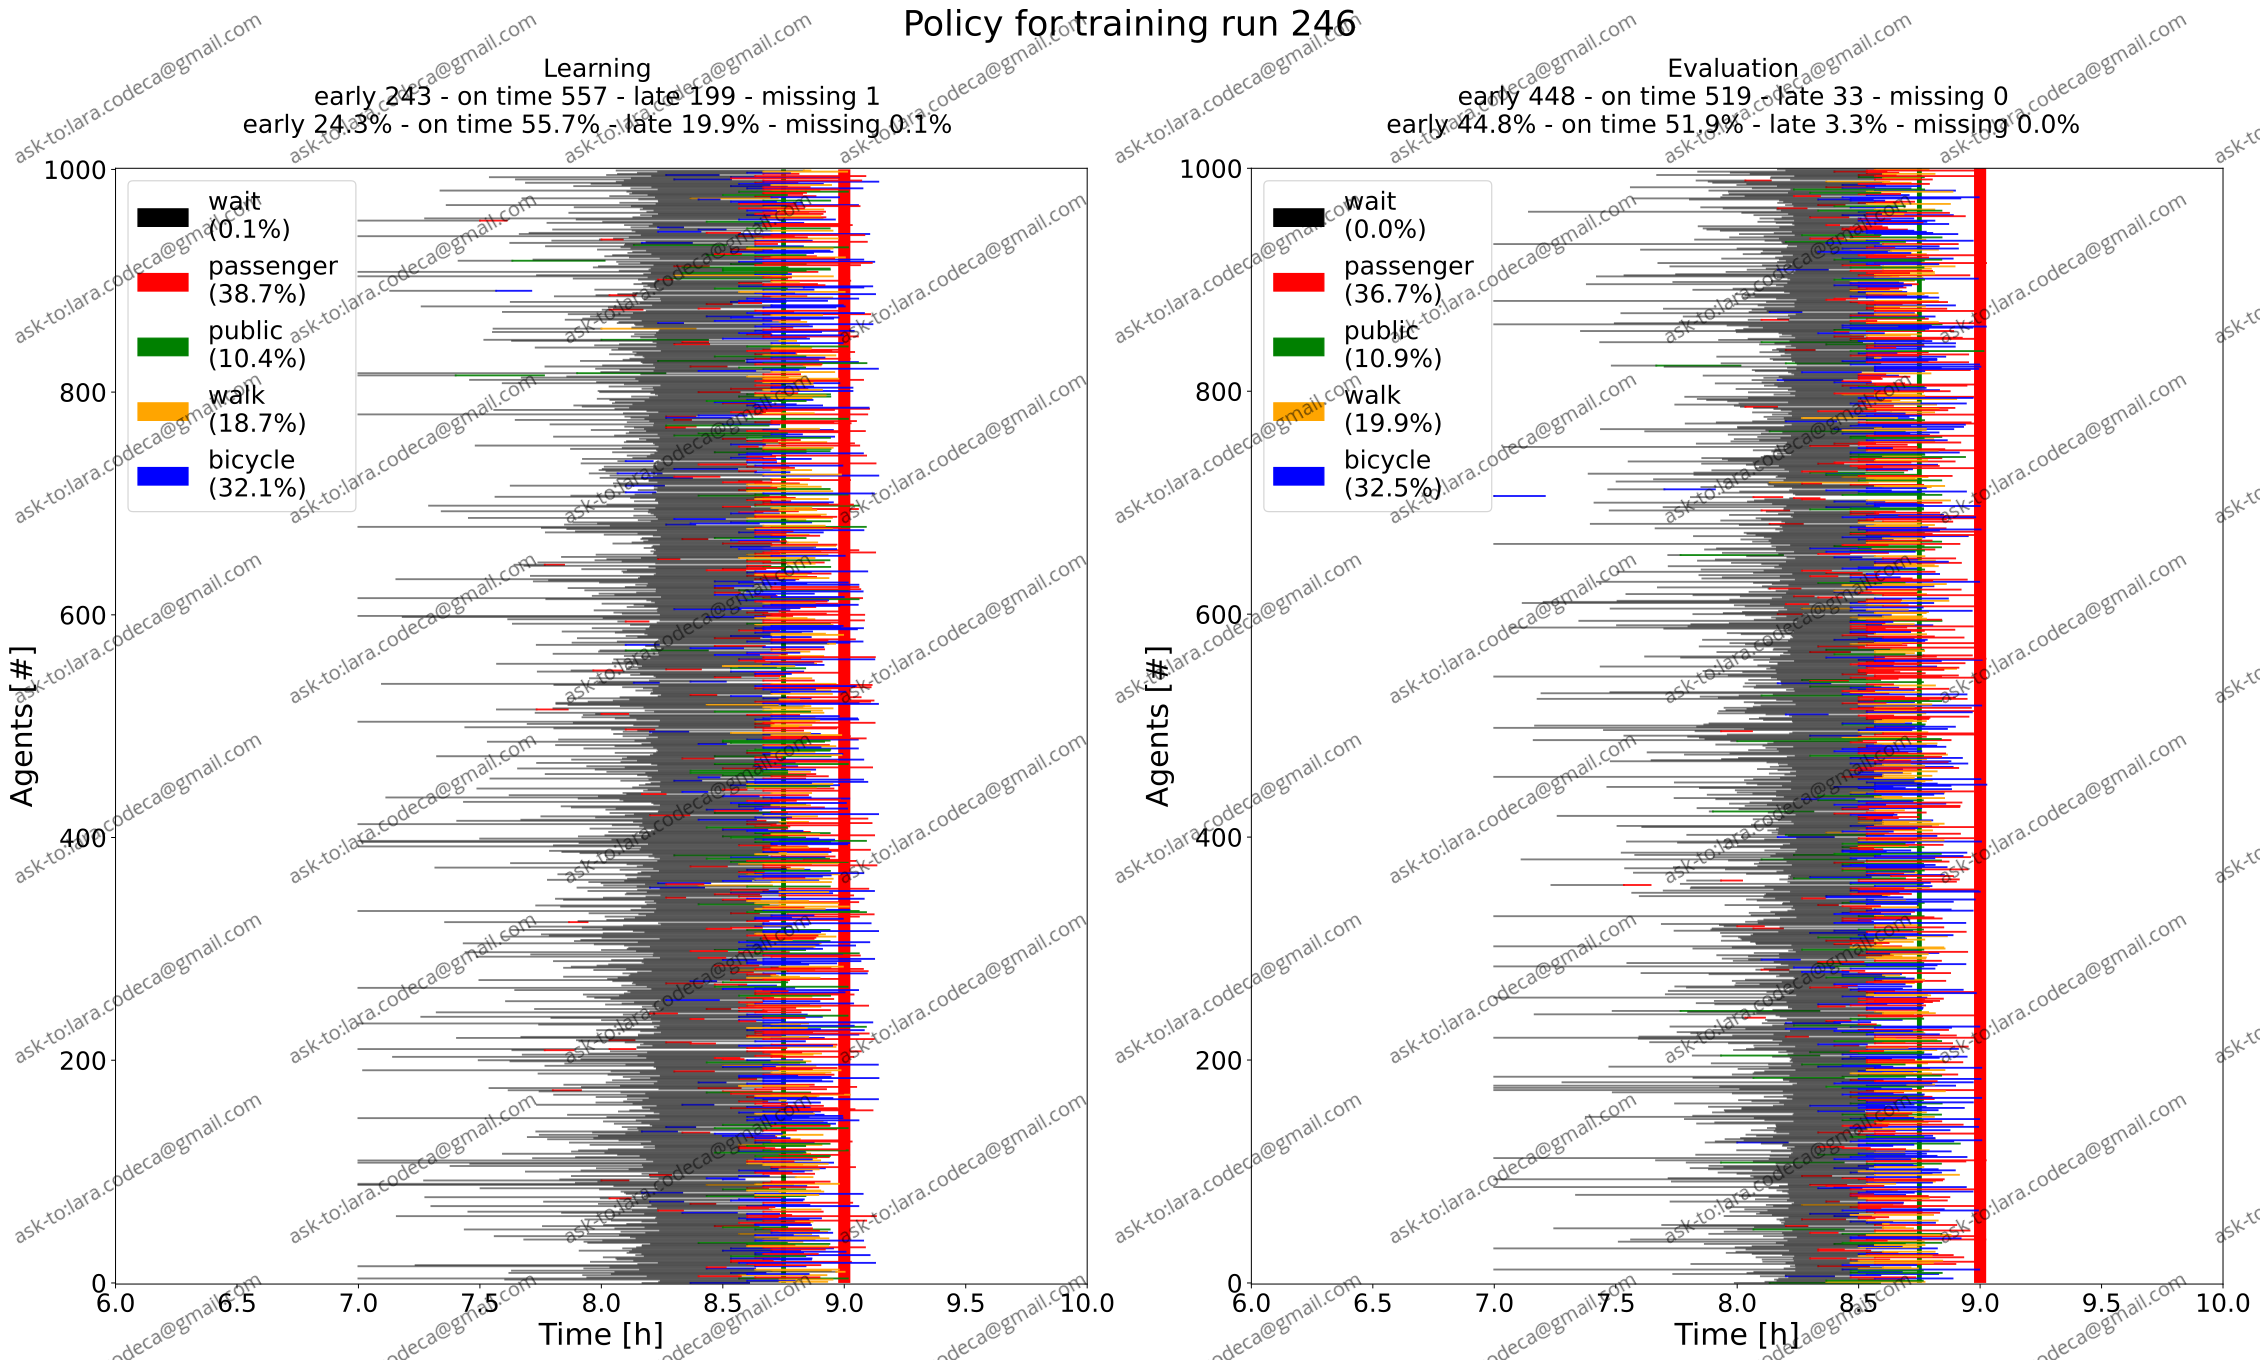 Policy for training run 246
Learning
early 243 - on time 557 - late 199 - missing 1
early 24.3% - on time 55.7% - late 19.9% - missing 0.1%
1000
800
600
400
200
0
Agents [#]
wait
(0.1%)
passenger
(38.7%)
public
(10.4%)
walk
(18.7%)
bicycle
(32.1%)
6.0 6.5 7.0 7.5 8.0 8.5 9.0 9.5 10.0
Time [h]
Evaluation
early 448 - on time 519 - late 33 - missing 0
early 44.8% - on time 51.9% - late 3.3% - missing 0.0%
1000
800
600
400
200
0
Agents [#]
wait
(0.0%)
passenger
(36.7%)
public
(10.9%)
walk
(19.9%)
bicycle
(32.5%)
6.0 6.5 7.0 7.5 8.0 8.5 9.0 9.5 10.0
Time [h]
ask-to:lara.codeca@gmail.com